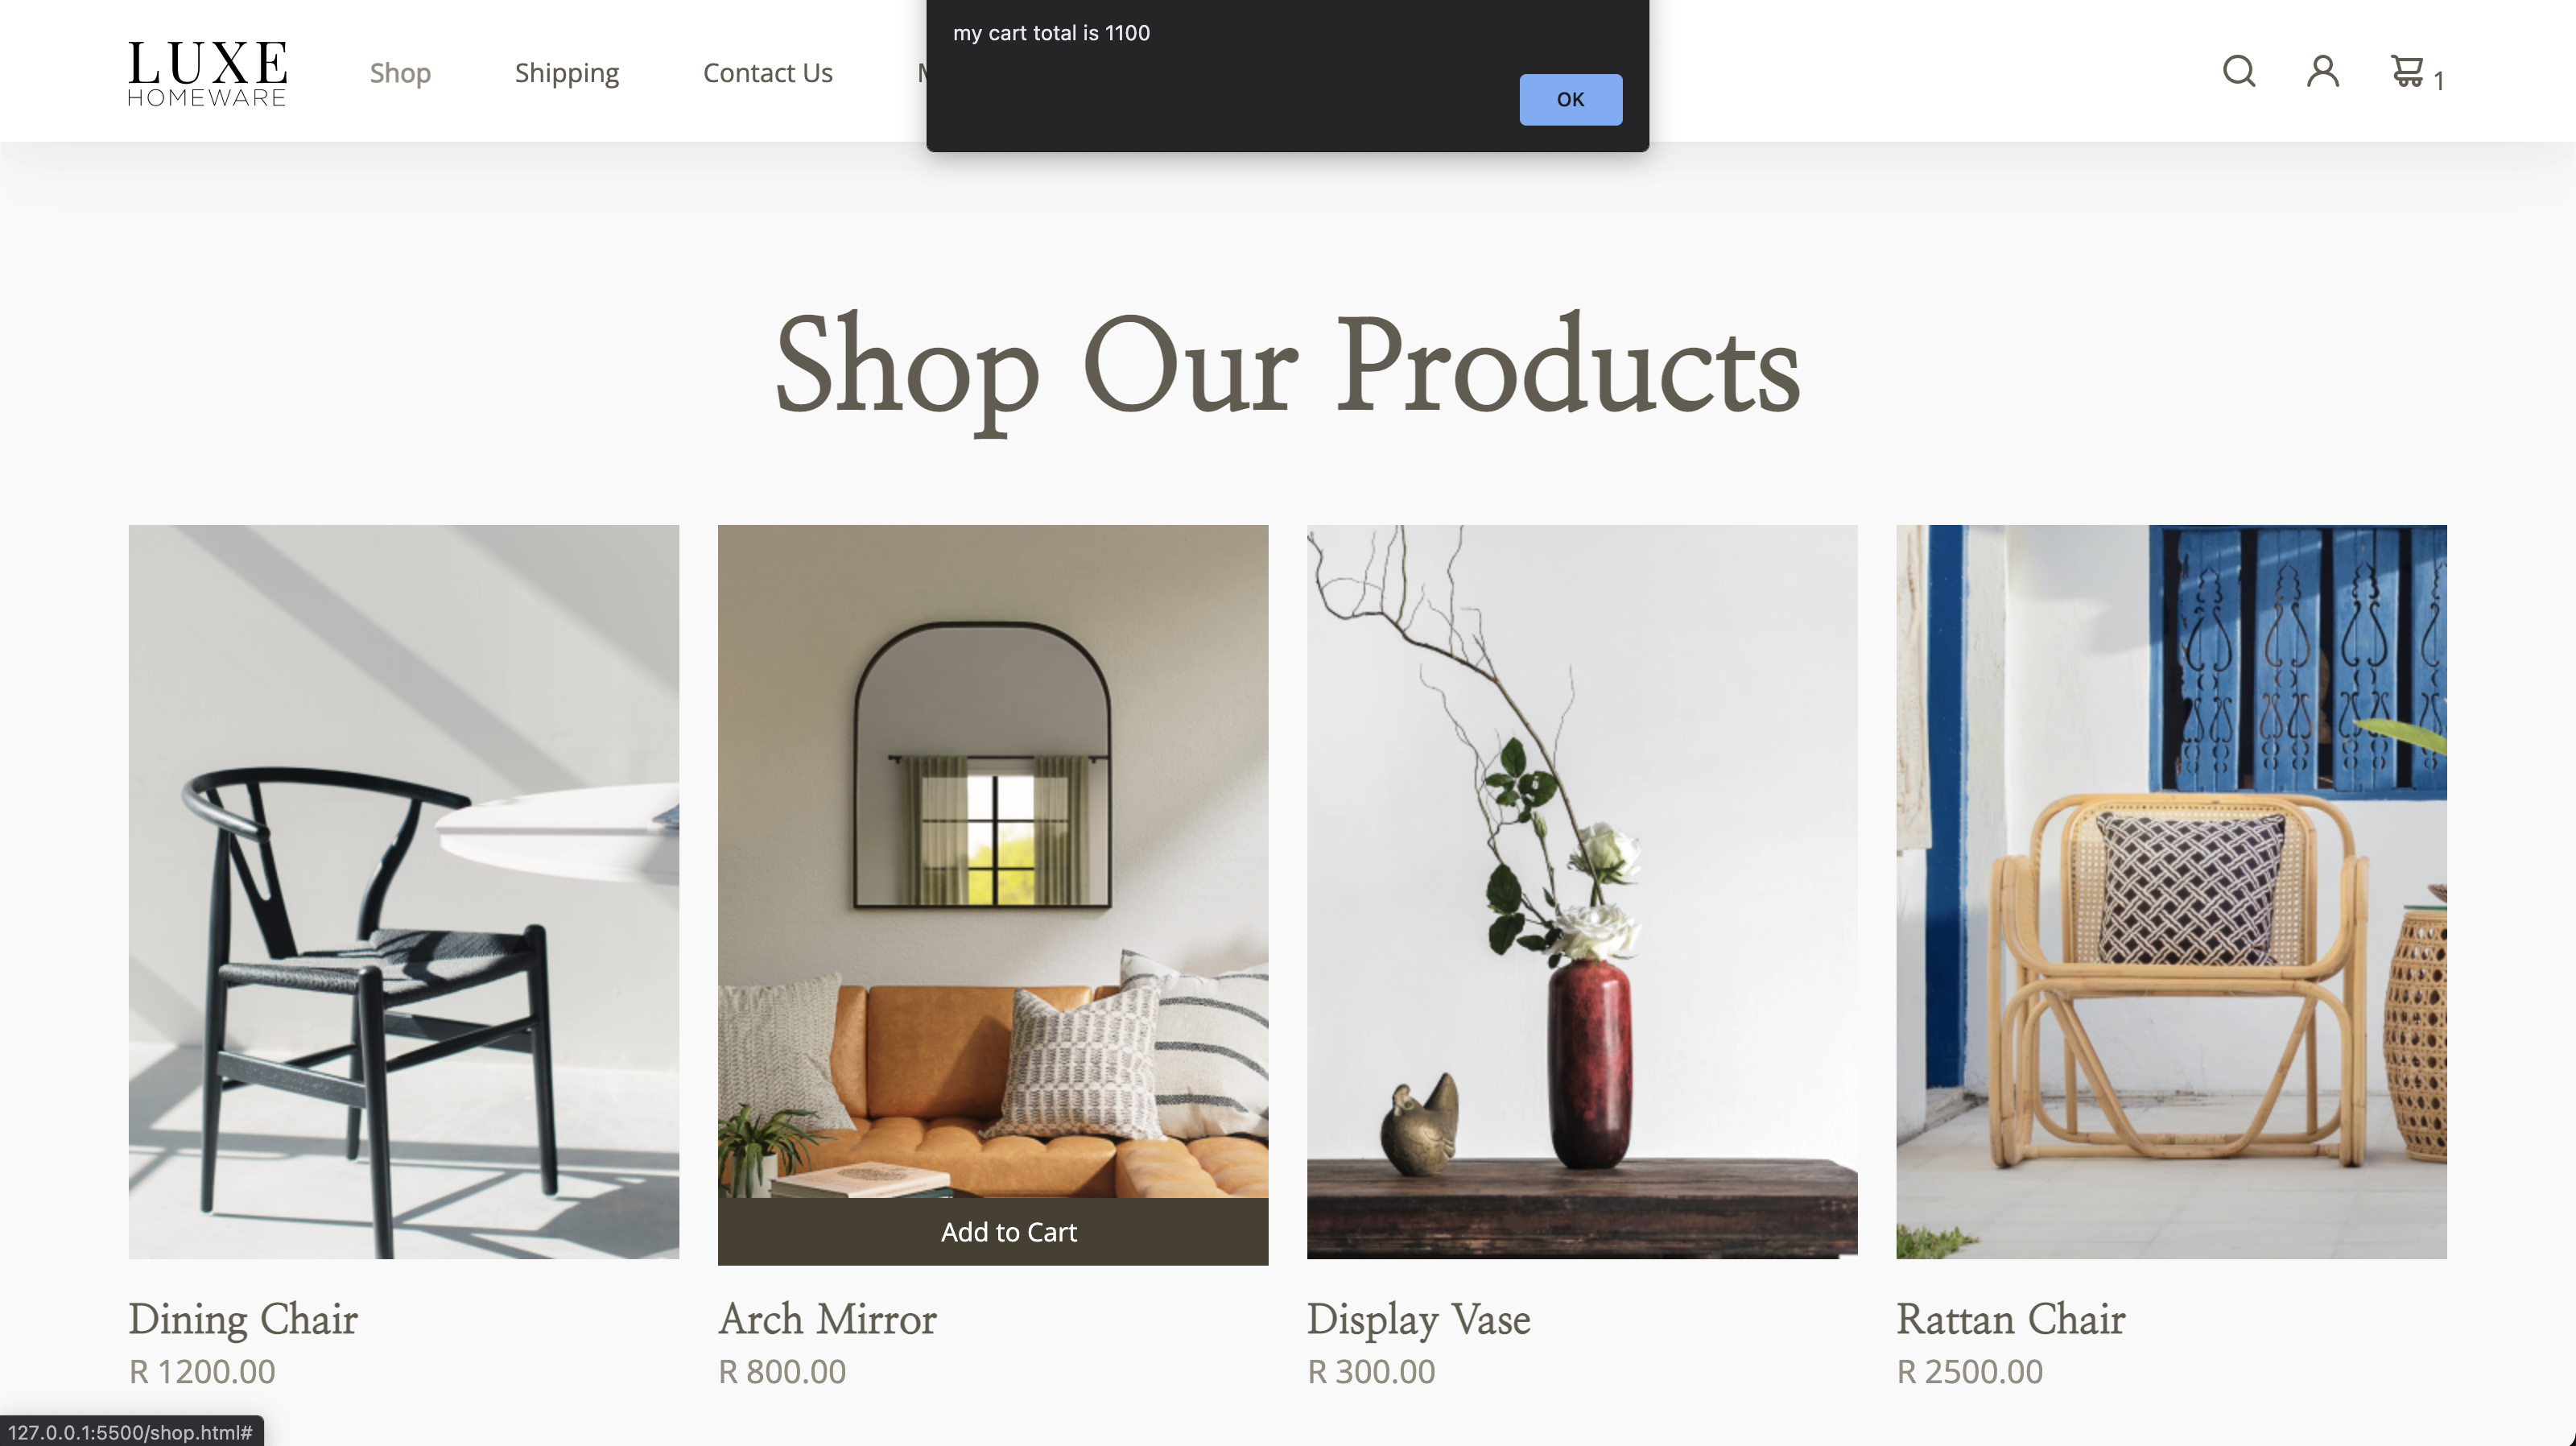 my cart total is 1100
OK
LUXE
HOMEWARE
Shop
Shipping
Contact Us
1
Shop Our Products
Add to Cart
Dining Chair
R 1200.00
Arch Mirror
R 800.00
Display Vase
R 300.00
Rattan Chair
R 2500.00
127.0.0.1:5500/shop.html#